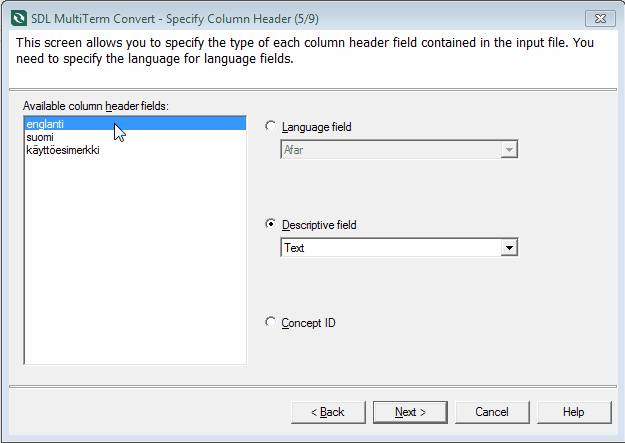 SDL MultiTerm Convert - Specify Column Header (5/9)
This screen allows you to specify the type of each column header field contained in the input file. You
need to specify the language for language fields.
Available column header fields:
englanti
suomi
käyttöesimerkki
Language field
Afar
Descriptive field
Text
Concept ID
< Back
Next >
Cancel
Help